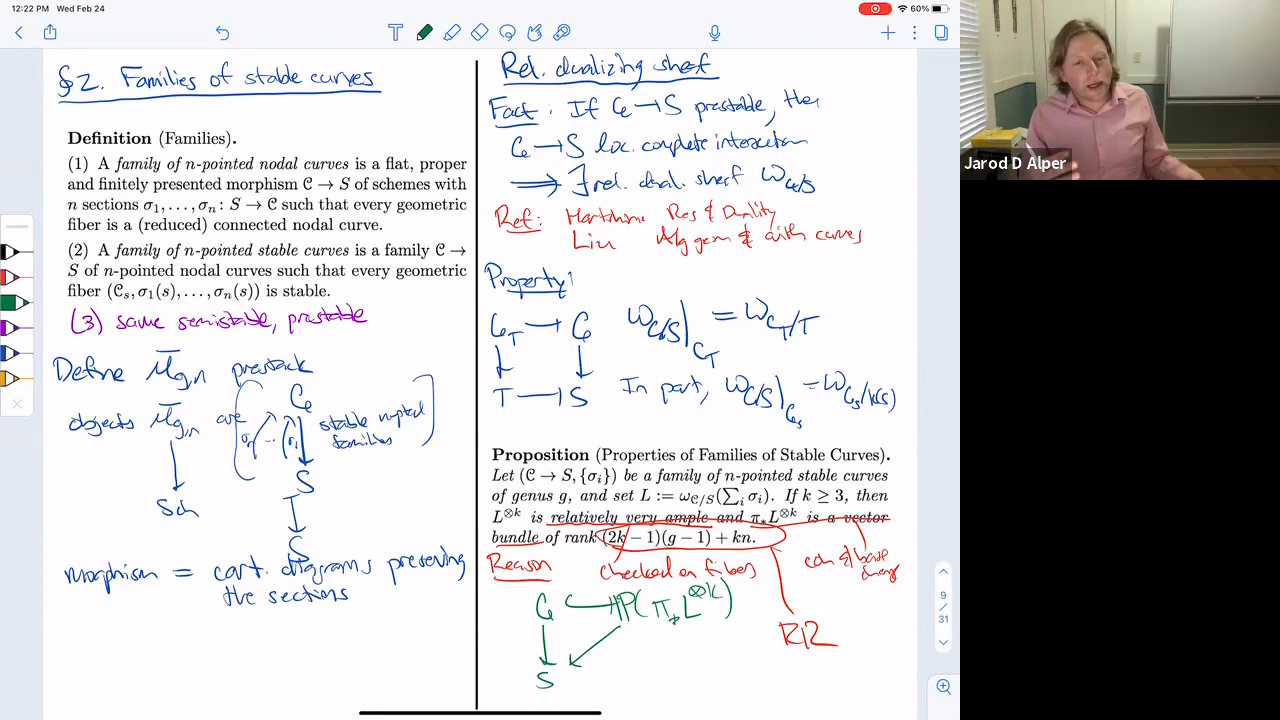 12:22 PM Wed Feb 24
60%
§2. Families of stable curves
Definition (Families).
(1) A family of n-pointed nodal curves is a flat, proper
and finitely presented morphism 𝒞 → S of schemes with
n sections σ₁, …, σₙ: S → 𝒞 such that every geometric
fiber is a (reduced) connected nodal curve.
(2) A family of n-pointed stable curves is a family 𝒞 →
S of n-pointed nodal curves such that every geometric
fiber (𝒞ₛ, σ₁(s), …, σₙ(s)) is stable.
(3) same semistable, prestable
Define M̄g,n prestack
objects M̄g,n are
𝒞
σn ... σ1
stable n-pted
families
S
Sch
S
morphism = cart. diagrams preserving
the sections
Rel. dualizing sheaf
Fact: If 𝒞 → S prestable, the
𝒞 → S loc. complete intersection
⟹ ∃ rel. dual. sheaf ω𝒞/S
Ref: Hartshorne Res & Duality
Liu Alg geom & arith curves
Property:
𝒞T → 𝒞 ω𝒞/S|𝒞T = ω𝒞T/T
T → S In part, ω𝒞/S|𝒞s = ω𝒞s/k(s)
Proposition (Properties of Families of Stable Curves).
Let (𝒞 → S, {σᵢ}) be a family of n-pointed stable curves
of genus g, and set L := ω𝒞/S(∑ᵢ σᵢ). If k ≥ 3, then
L⊗k is relatively very ample and π∗L⊗k is a vector
bundle of rank (2k − 1)(g − 1) + kn.
Reason checked on fibers coh & base change
𝒞 ↪ ℙ(π∗L⊗k)
S
RR
Jarod D Alper
9
/
31